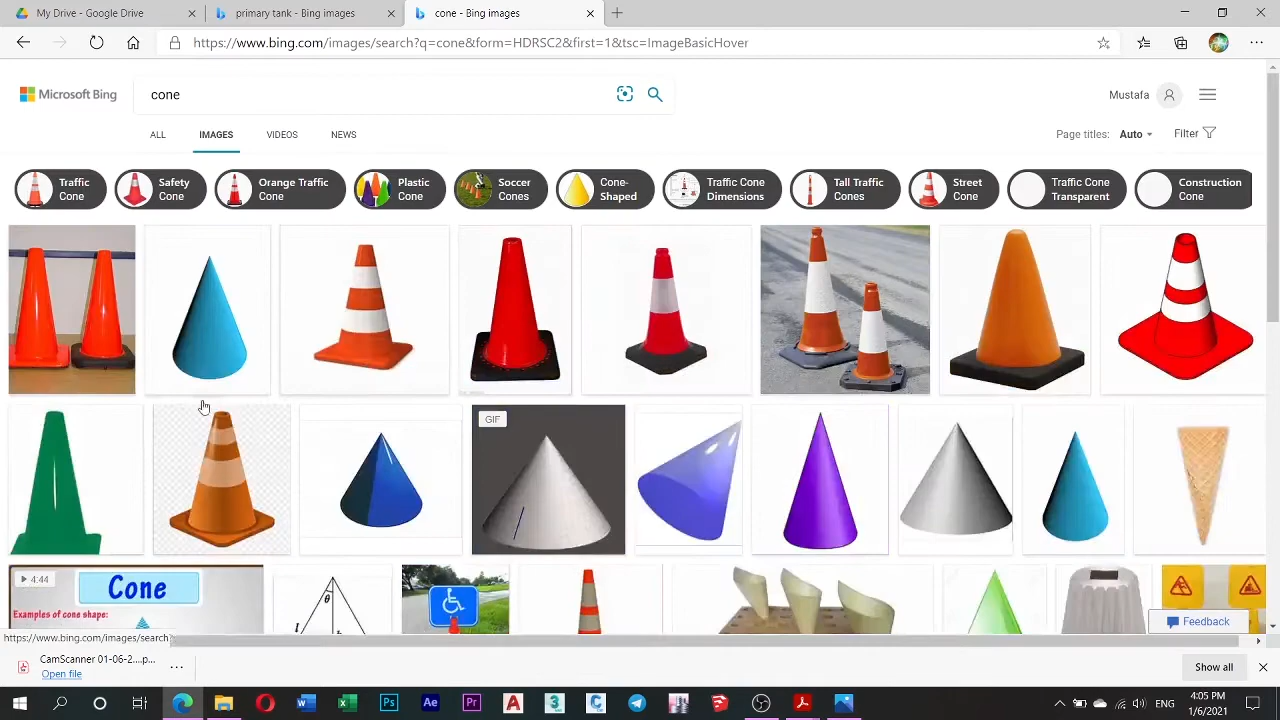 My Drive - Google Drive
primary tank - Bing images
cone - Bing images
https://www.bing.com/images/search?q=cone&form=HDRSC2&first=1&tsc=ImageBasicHover
Microsoft Bing
cone
Mustafa
ALL
IMAGES
VIDEOS
NEWS
Page titles:
Auto
Filter
Traffic
Cone
Safety
Cone
Orange Traffic
Cone
Plastic
Cone
Soccer
Cones
Cone-
Shaped
Traffic Cone
Dimensions
Tall Traffic
Cones
Street
Cone
Traffic Cone
Transparent
Construction
Cone
GIF
4:44
Cone
Examples of cone shape:
θ
l
Feedback
https://www.bing.com/images/search?
CamScanner 01-06-2....p...
Open file
Show all
W
X
Ps
Ae
Pr
A
3
C
ENG
4:05 PM
1/6/2021